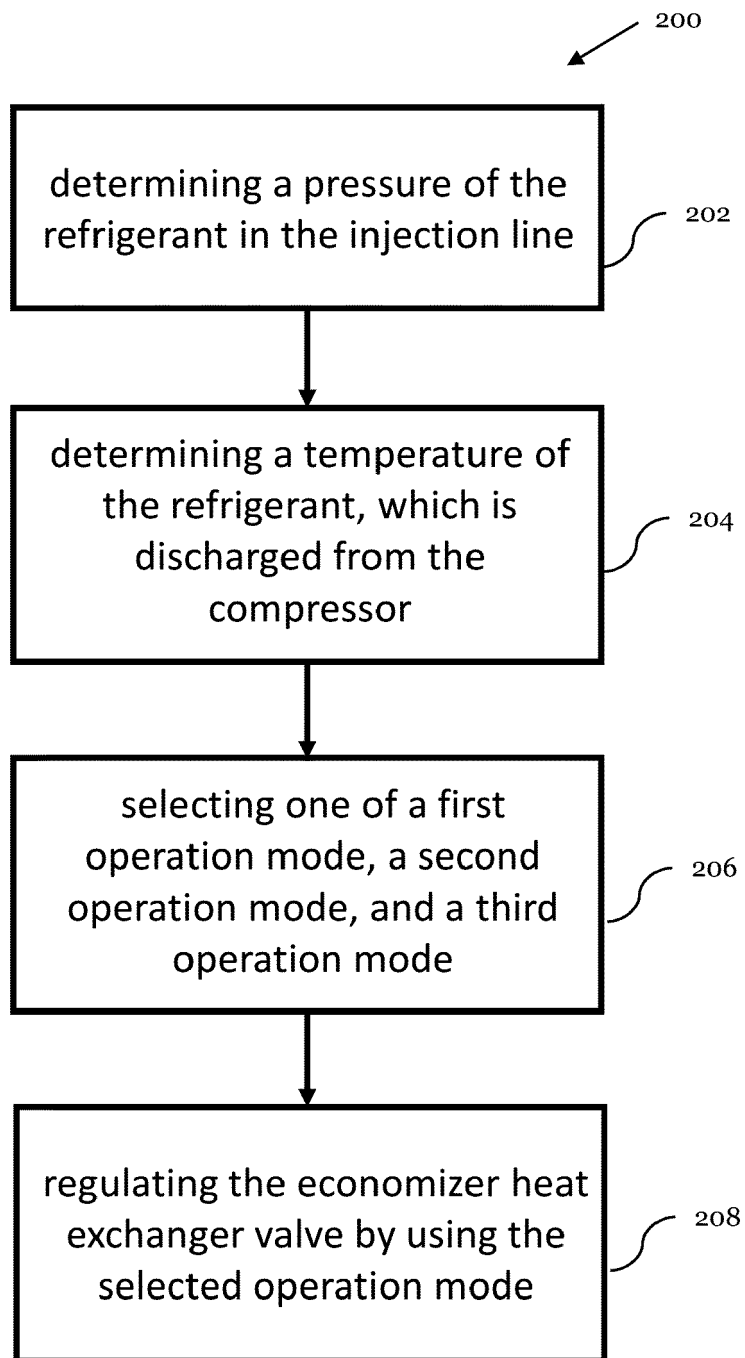 200
determining a pressure of the
refrigerant in the injection line
202
determining a temperature of
the refrigerant, which is
discharged from the
compressor
204
selecting one of a first
operation mode, a second
operation mode, and a third
operation mode
206
regulating the economizer heat
exchanger valve by using the
selected operation mode
208